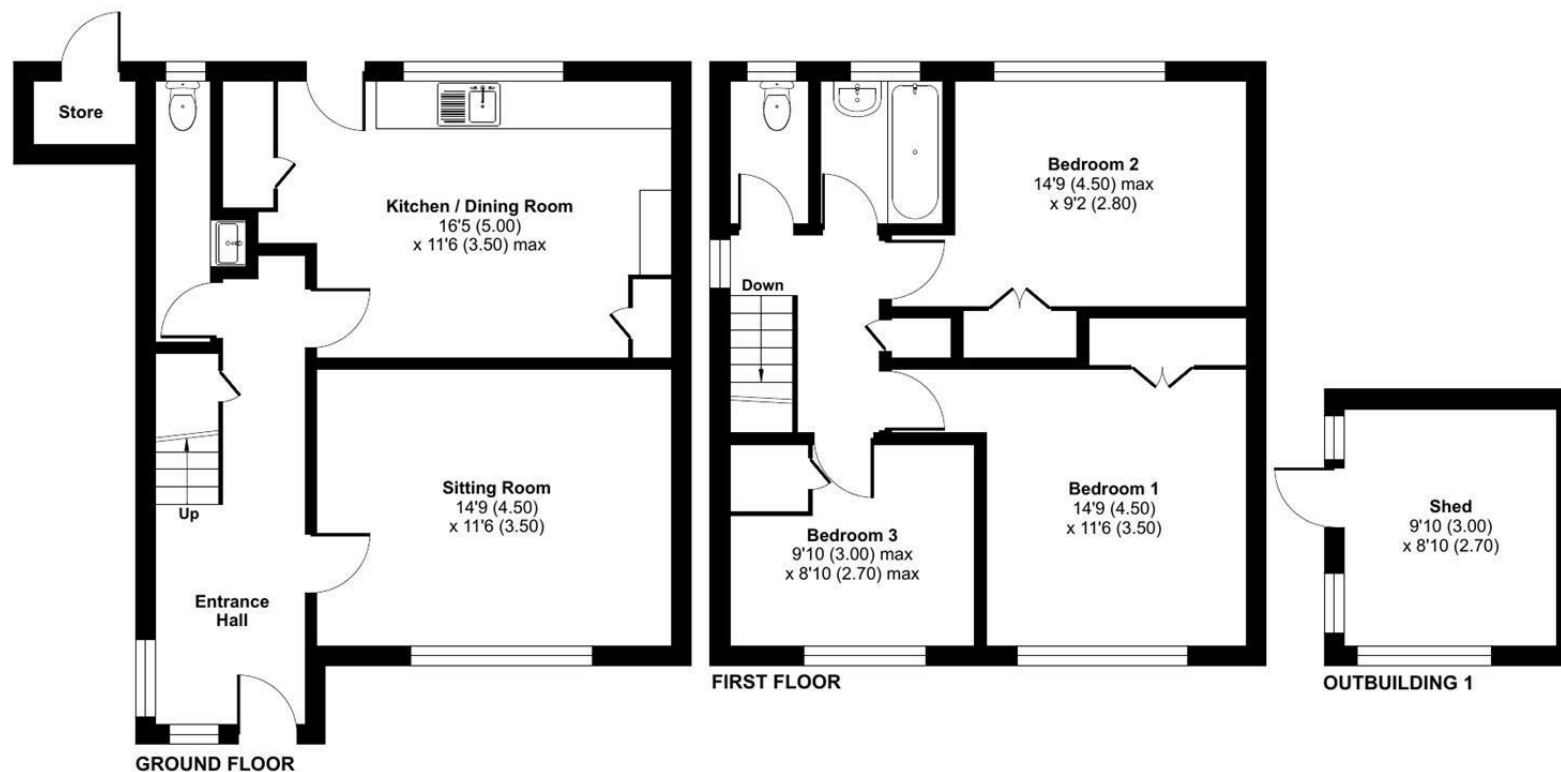 Store
Kitchen / Dining Room
16'5 (5.00)
x 11'6 (3.50) max
Up
Sitting Room
14'9 (4.50)
x 11'6 (3.50)
Entrance
Hall
GROUND FLOOR
Bedroom 2
14'9 (4.50) max
x 9'2 (2.80)
Down
Bedroom 1
14'9 (4.50)
x 11'6 (3.50)
Bedroom 3
9'10 (3.00) max
x 8'10 (2.70) max
FIRST FLOOR
Shed
9'10 (3.00)
x 8'10 (2.70)
OUTBUILDING 1